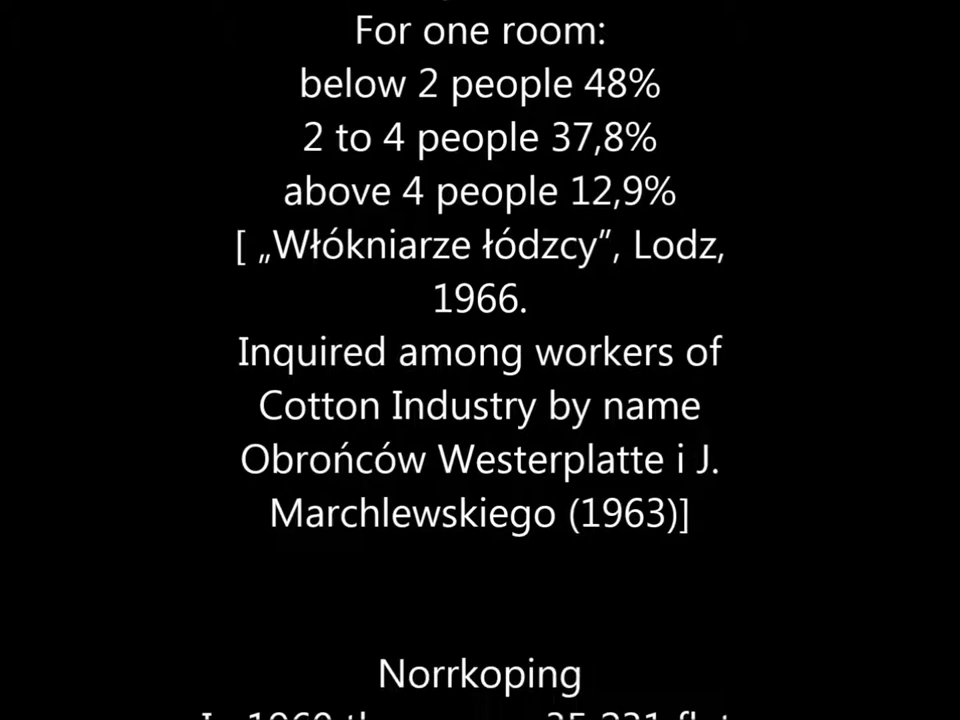 For one room:
below 2 people 48%
2 to 4 people 37,8%
above 4 people 12,9%
[ „Włókniarze łódzcy”, Lodz,
1966.
Inquired among workers of
Cotton Industry by name
Obrońców Westerplatte i J.
Marchlewskiego (1963)]
Norrkoping